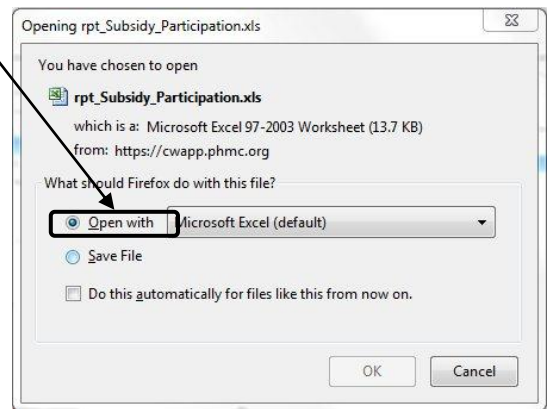 Opening rpt_Subsidy_Participation.xls
You have chosen to open
rpt_Subsidy_Participation.xls
which is a: Microsoft Excel 97-2003 Worksheet (13.7 KB)
from: https://cwapp.phmc.org
What should Firefox do with this file?
Open with Microsoft Excel (default)
Save File
Do this automatically for files like this from now on.
OK Cancel